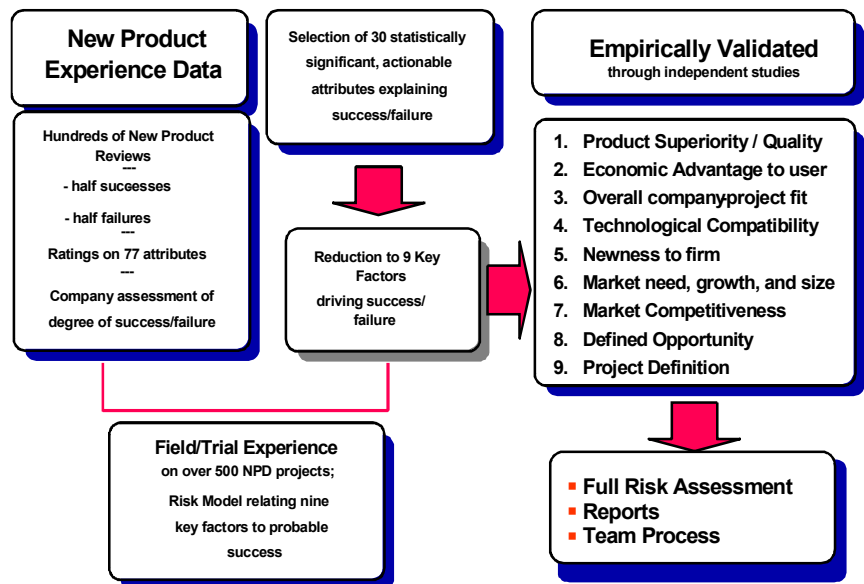 New Product
Experience Data
Hundreds of New Product
Reviews
---
- half successes
- half failures
---
Ratings on 77 attributes
---
Company assessment of
degree of success/failure
Selection of 30 statistically
significant, actionable
attributes explaining
success/failure
Reduction to 9 Key
Factors
driving success/
failure
Field/Trial Experience
on over 500 NPD projects;
Risk Model relating nine
key factors to probable
success
Empirically Validated
through independent studies
1. Product Superiority / Quality
2. Economic Advantage to user
3. Overall company-project fit
4. Technological Compatibility
5. Newness to firm
6. Market need, growth, and size
7. Market Competitiveness
8. Defined Opportunity
9. Project Definition
▪ Full Risk Assessment
▪ Reports
▪ Team Process